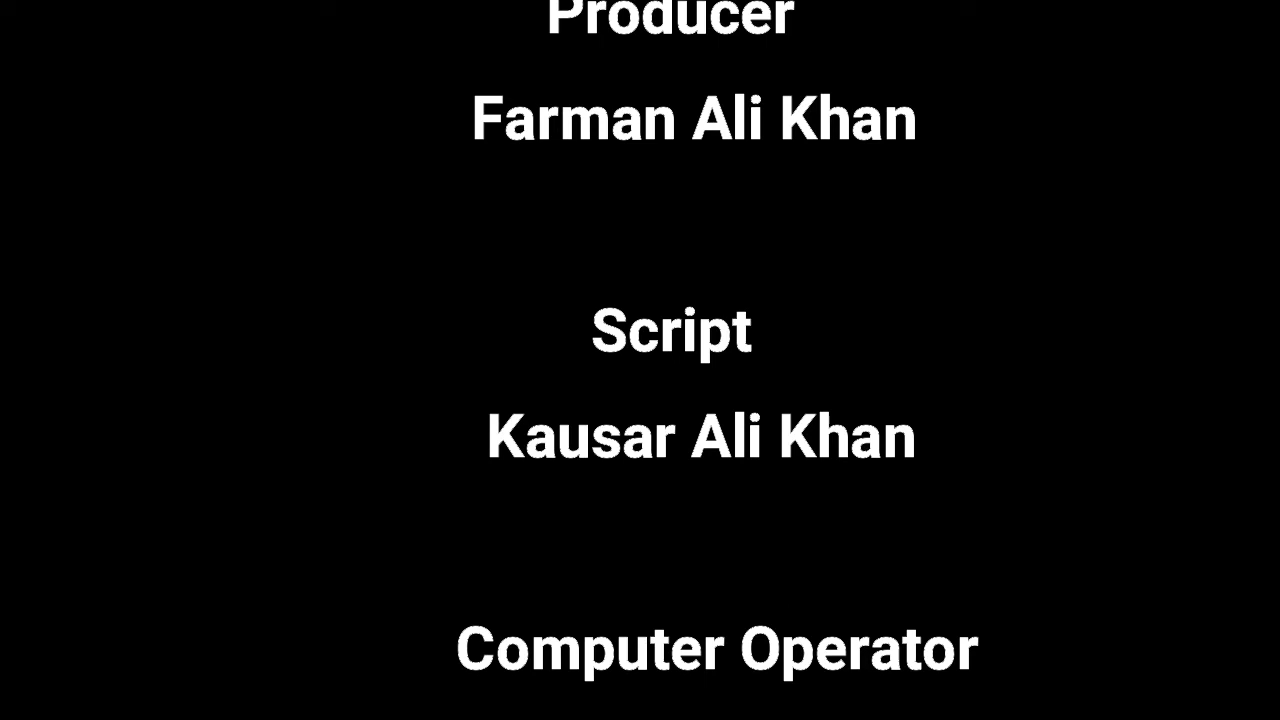 Producer
Farman Ali Khan
Script
Kausar Ali Khan
Computer Operator